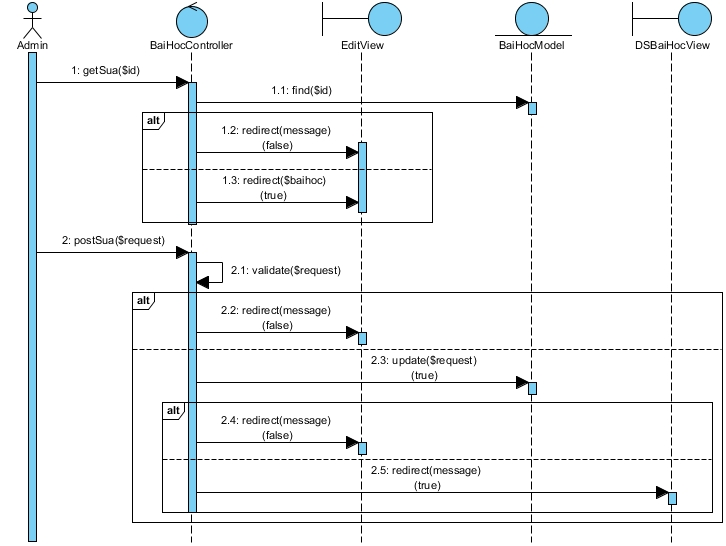 Admin
BaiHocController
EditView
BaiHocModel
DSBaiHocView
1: getSua($id)
1.1: find($id)
alt
1.2: redirect(message)
(false)
1.3: redirect($baihoc)
(true)
2: postSua($request)
2.1: validate($request)
alt
2.2: redirect(message)
(false)
2.3: update($request)
(true)
alt
2.4: redirect(message)
(false)
2.5: redirect(message)
(true)